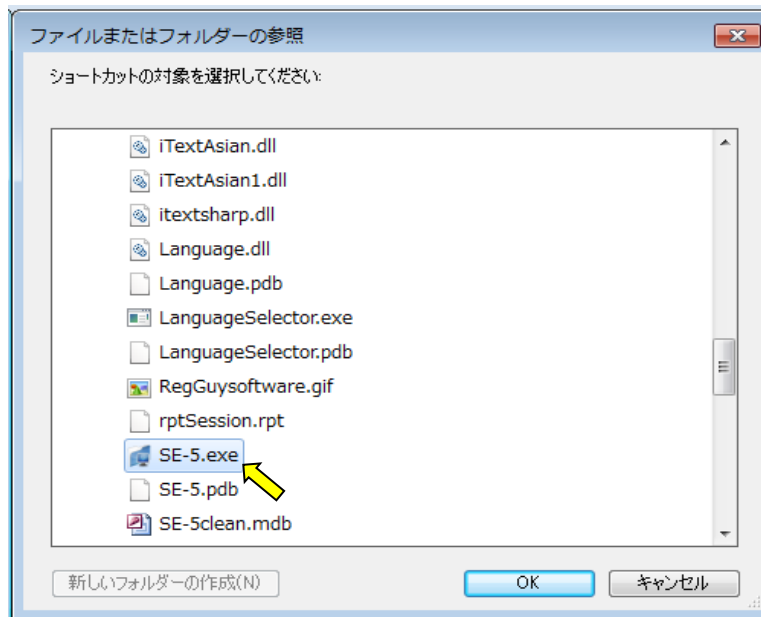 ファイルまたはフォルダーの参照
ショートカットの対象を選択してください:
iTextAsian.dll
iTextAsian1.dll
itextsharp.dll
Language.dll
Language.pdb
LanguageSelector.exe
LanguageSelector.pdb
RegGuysoftware.gif
rptSession.rpt
SE-5.exe
SE-5.pdb
SE-5clean.mdb
新しいフォルダーの作成(N)
OK
キャンセル